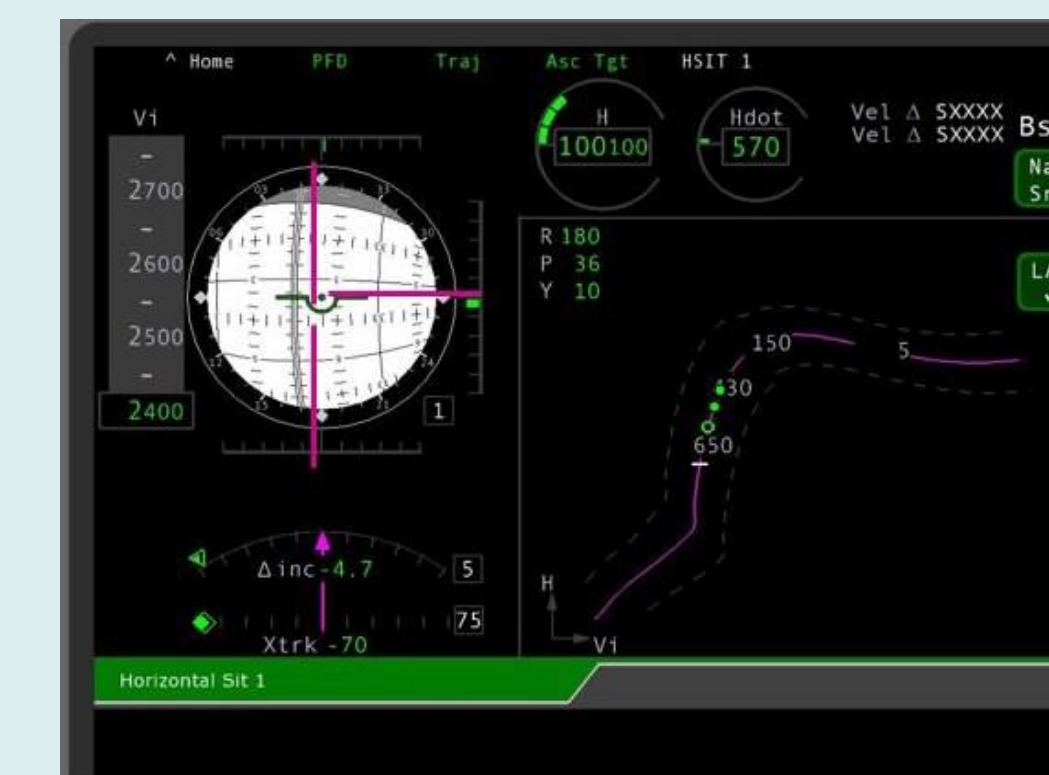 ^ Home PFD Traj Asc Tgt HSIT 1
Vi
2700
2600
2500
2400
1
H
100100
Hdot
570
Vel Δ SXXXX
Vel Δ SXXXX
R 180
P 36
Y 10
150
5
650
H
Vi
Δinc-4.7
5
75
Xtrk -70
Horizontal Sit 1